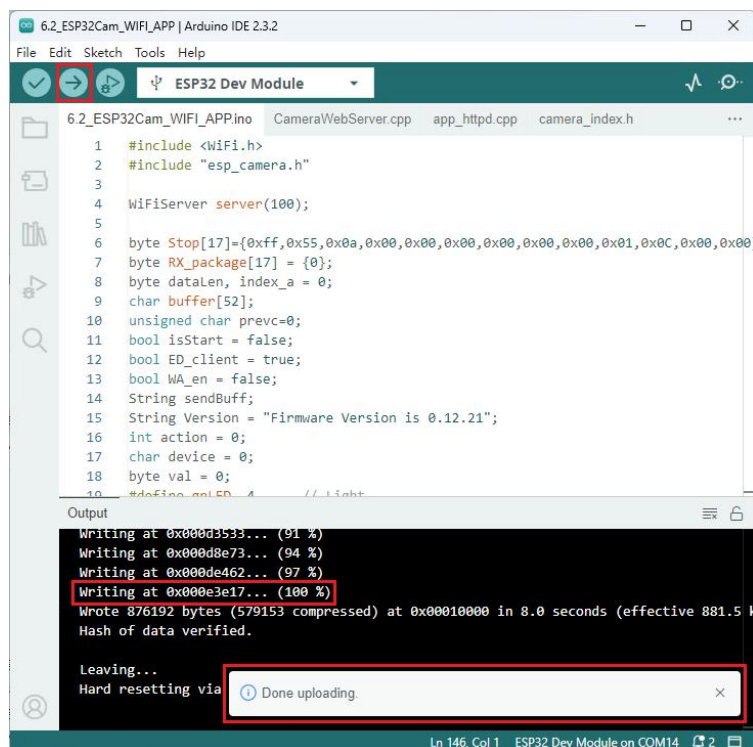 6.2_ESP32Cam_WIFI_APP | Arduino IDE 2.3.2
File Edit Sketch Tools Help
ESP32 Dev Module
6.2_ESP32Cam_WIFI_APP.ino CameraWebServer.cpp app_httpd.cpp camera_index.h ...
1 #include <WiFi.h>
2 #include "esp_camera.h"
3
4 WiFiServer server(100);
5
6 byte Stop[17]={0xff,0x55,0x0a,0x00,0x00,0x00,0x00,0x00,0x00,0x01,0x0C,0x00,0x00
7 byte RX_package[17] = {0};
8 byte dataLen, index_a = 0;
9 char buffer[52];
10 unsigned char prevc=0;
11 bool isStart = false;
12 bool ED_client = true;
13 bool WA_en = false;
14 String sendBuff;
15 String Version = "Firmware Version is 0.12.21";
16 int action = 0;
17 char device = 0;
18 byte val = 0;
19 #define gpLED 4 // Light
Output
Writing at 0x000d3533... (91 %)
Writing at 0x000d8e73... (94 %)
Writing at 0x000de462... (97 %)
Writing at 0x000e3e17... (100 %)
Wrote 876192 bytes (579153 compressed) at 0x00010000 in 8.0 seconds (effective 881.5 k
Hash of data verified.
Leaving...
Hard resetting via
Done uploading.
Ln 146, Col 1 ESP32 Dev Module on COM14 2